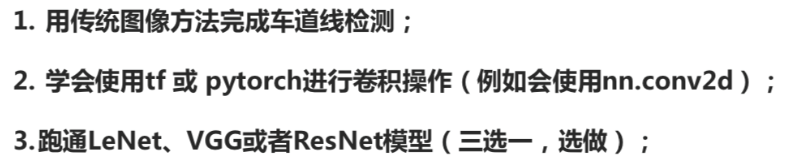 1. 用传统图像方法完成车道线检测；
2. 学会使用tf 或 pytorch进行卷积操作（例如会使用nn.conv2d）；
3.跑通LeNet、VGG或者ResNet模型（三选一，选做）；